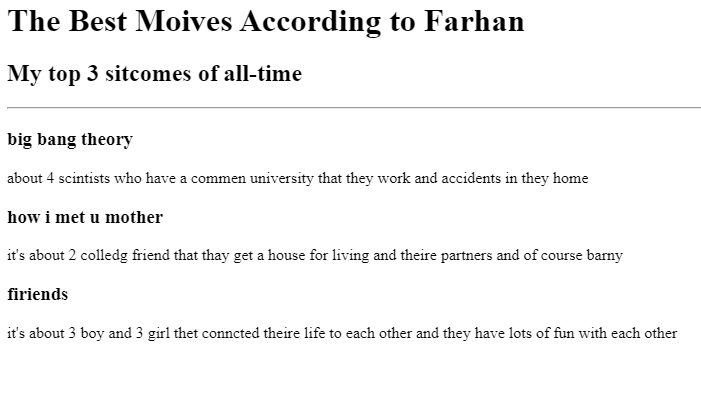 The Best Moives According to Farhan
My top 3 sitcomes of all-time
big bang theory
about 4 scintists who have a commen university that they work and accidents in they home
how i met u mother
it's about 2 colledg friend that thay get a house for living and theire partners and of course barny
firiends
it's about 3 boy and 3 girl thet conncted theire life to each other and they have lots of fun with each other